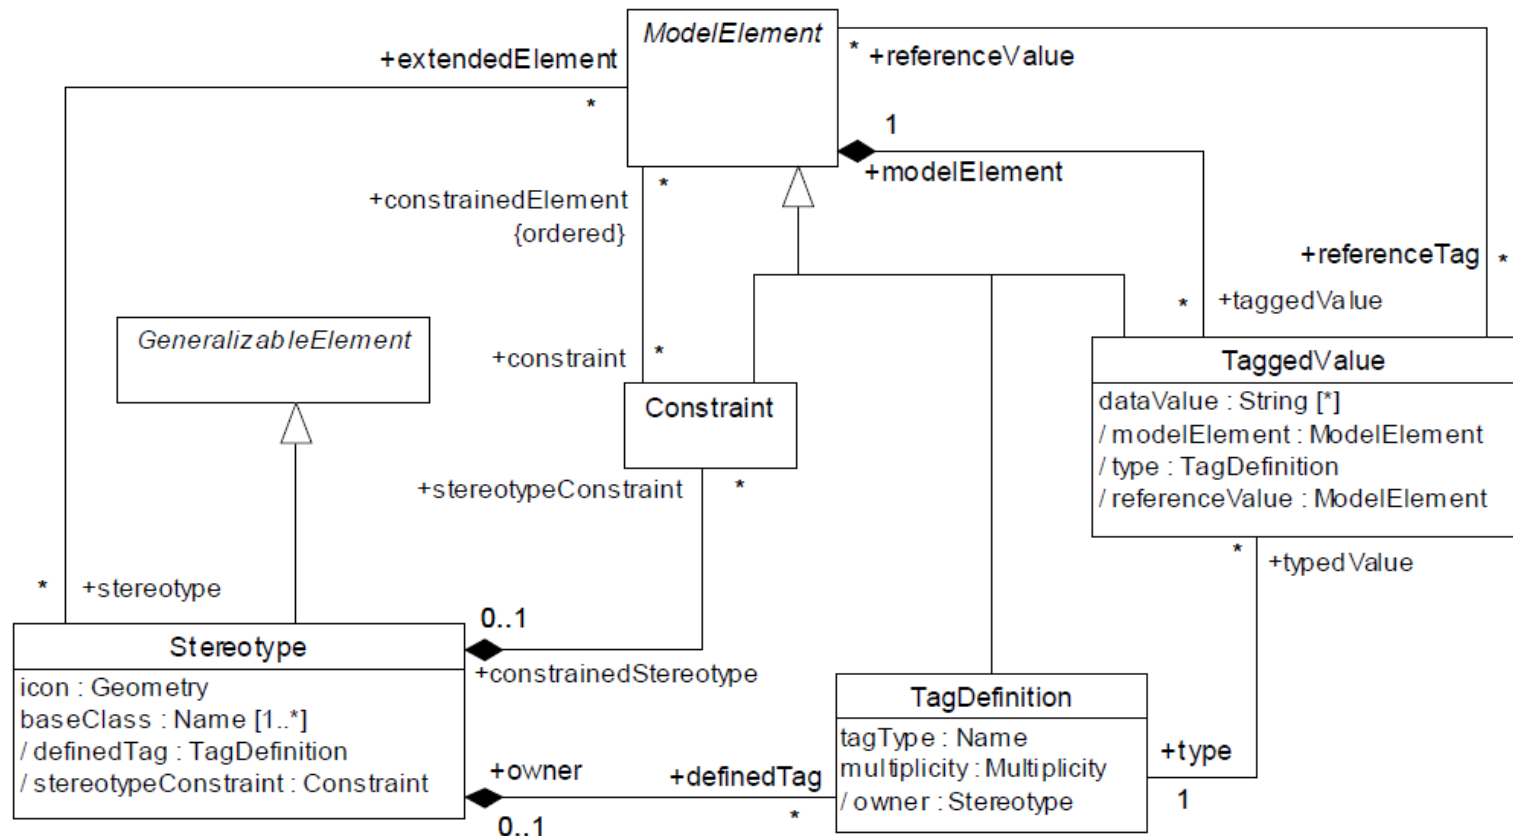 ModelElement
+extendedElement
*
*
+referenceValue
1
+modelElement
*
+constrainedElement
{ordered}
+referenceTag
*
+taggedValue
*
GeneralizableElement
+constraint
*
TaggedValue
dataValue : String [*]
/ modelElement : ModelElement
/ type : TagDefinition
/ referenceValue : ModelElement
Constraint
+stereotypeConstraint
*
*
+typedValue
*
+stereotype
0..1
+constrainedStereotype
Stereotype
icon : Geometry
baseClass : Name [1..*]
/ definedTag : TagDefinition
/ stereotypeConstraint : Constraint
TagDefinition
tagType : Name
multiplicity : Multiplicity
/ owner : Stereotype
+type
1
+owner
0..1
+definedTag
*